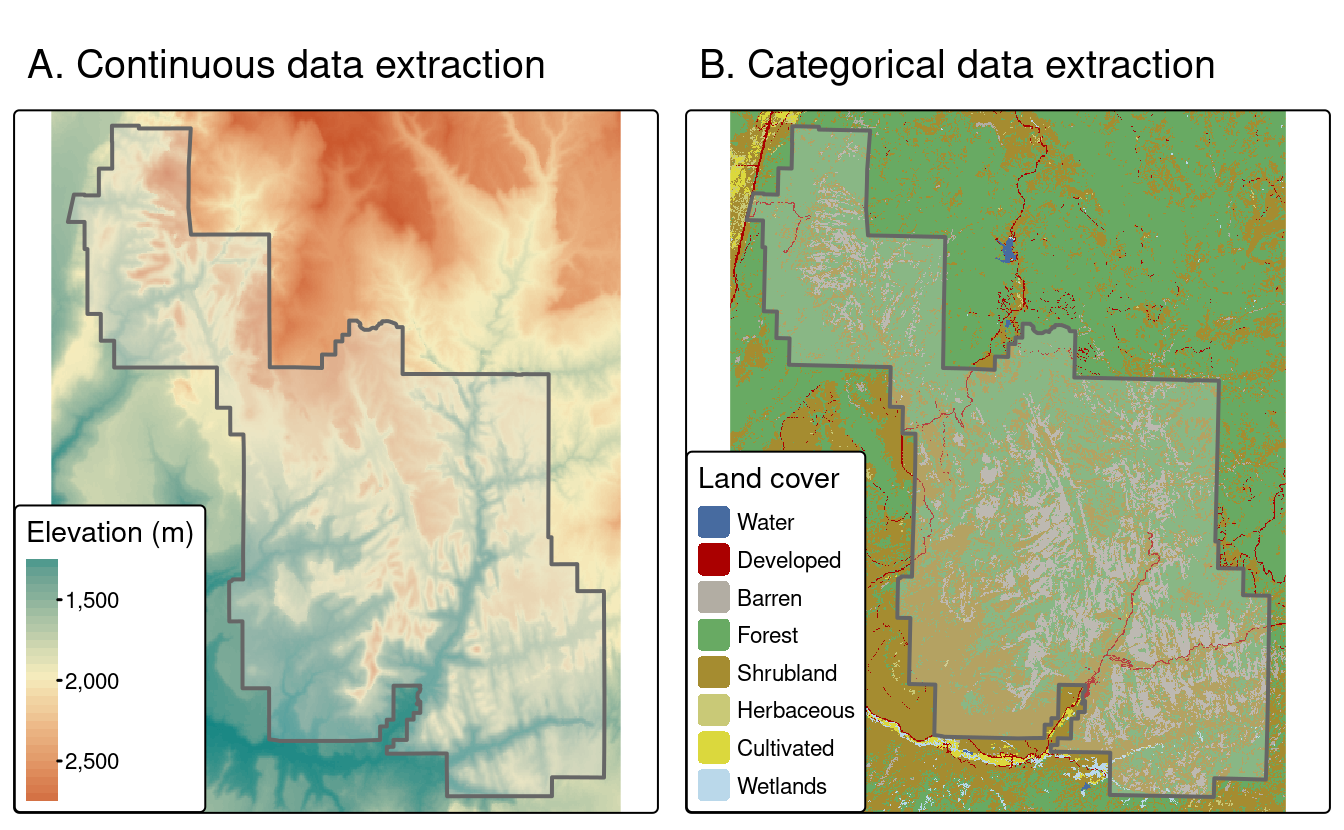 A. Continuous data extraction
Elevation (m)
1,500
2,000
2,500
B. Categorical data extraction
Land cover
Water
Developed
Barren
Forest
Shrubland
Herbaceous
Cultivated
Wetlands